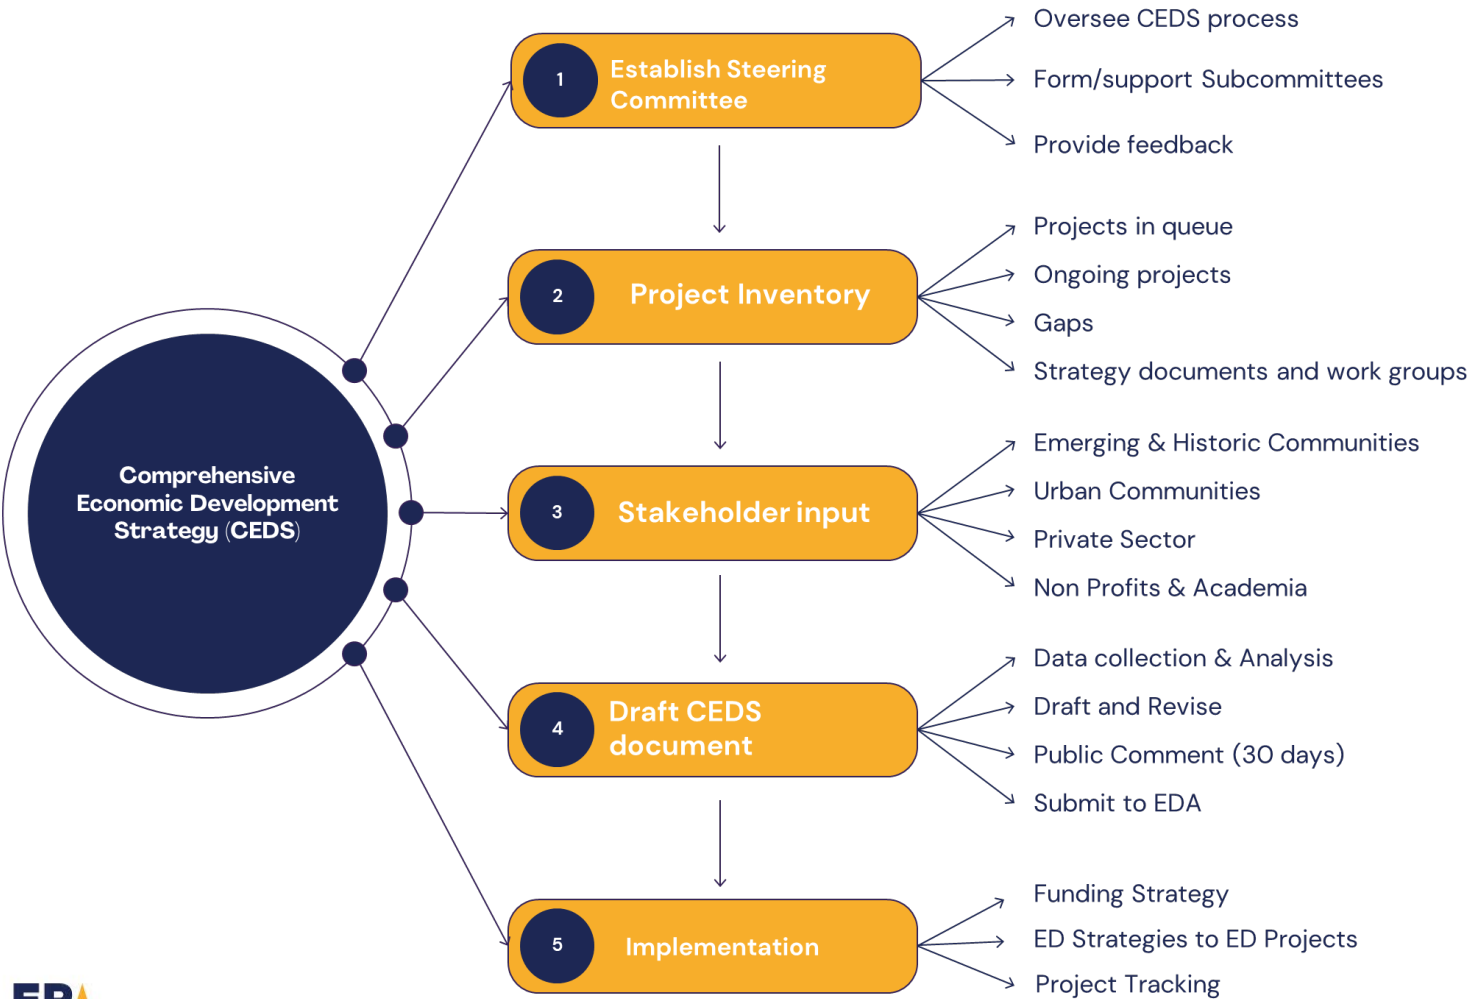 Comprehensive
Economic Development
Strategy (CEDS)
1
Establish Steering
Committee
Oversee CEDS process
Form/support Subcommittees
Provide feedback
2
Project Inventory
Projects in queue
Ongoing projects
Gaps
Strategy documents and work groups
3
Stakeholder input
Emerging & Historic Communities
Urban Communities
Private Sector
Non Profits & Academia
4
Draft CEDS
document
Data collection & Analysis
Draft and Revise
Public Comment (30 days)
Submit to EDA
5
Implementation
Funding Strategy
ED Strategies to ED Projects
Project Tracking